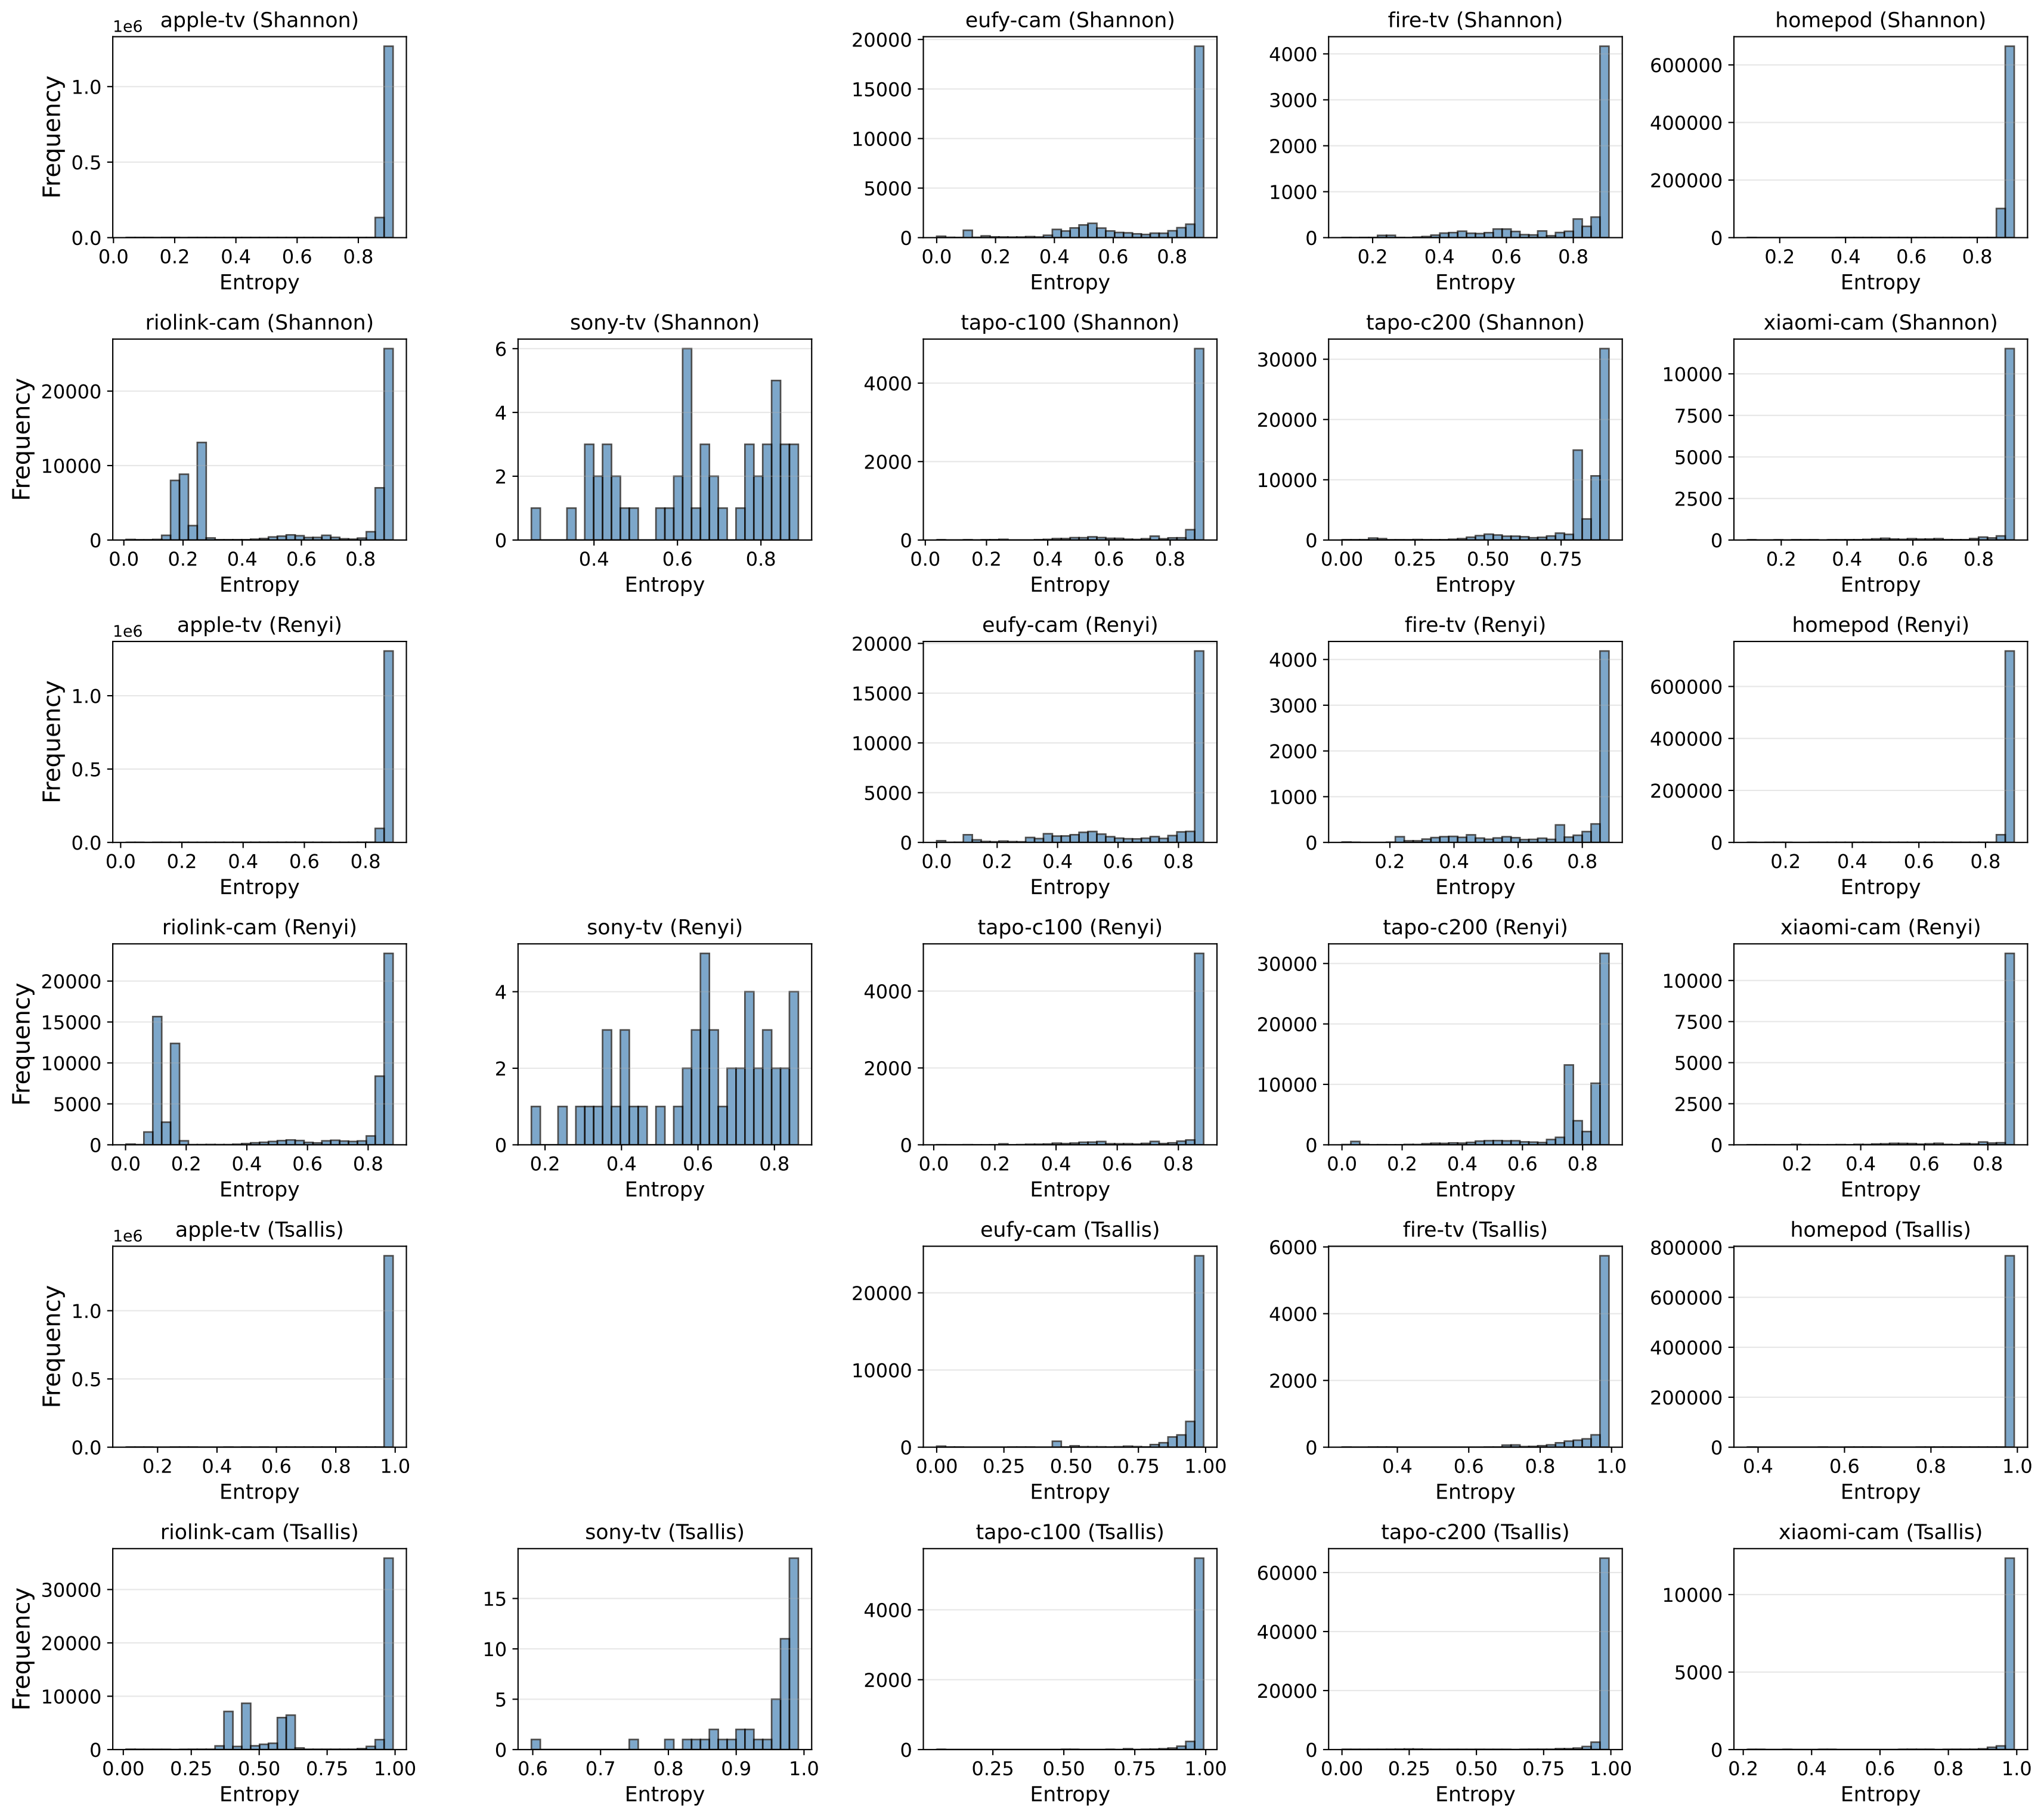 apple-tv (Shannon)
1e6
Frequency
1.0
0.5
0.0
0.0 0.2 0.4 0.6 0.8
Entropy
eufy-cam (Shannon)
20000
15000
10000
5000
0
0.0 0.2 0.4 0.6 0.8
Entropy
fire-tv (Shannon)
4000
3000
2000
1000
0
0.2 0.4 0.6 0.8
Entropy
homepod (Shannon)
600000
400000
200000
0
0.2 0.4 0.6 0.8
Entropy
riolink-cam (Shannon)
Frequency
20000
10000
0
0.0 0.2 0.4 0.6 0.8
Entropy
sony-tv (Shannon)
6
4
2
0
0.4 0.6 0.8
Entropy
tapo-c100 (Shannon)
4000
2000
0
0.0 0.2 0.4 0.6 0.8
Entropy
tapo-c200 (Shannon)
30000
20000
10000
0
0.00 0.25 0.50 0.75
Entropy
xiaomi-cam (Shannon)
10000
7500
5000
2500
0
0.2 0.4 0.6 0.8
Entropy
apple-tv (Renyi)
1e6
Frequency
1.0
0.5
0.0
0.0 0.2 0.4 0.6 0.8
Entropy
eufy-cam (Renyi)
20000
15000
10000
5000
0
0.0 0.2 0.4 0.6 0.8
Entropy
fire-tv (Renyi)
4000
3000
2000
1000
0
0.2 0.4 0.6 0.8
Entropy
homepod (Renyi)
600000
400000
200000
0
0.2 0.4 0.6 0.8
Entropy
riolink-cam (Renyi)
Frequency
20000
15000
10000
5000
0
0.0 0.2 0.4 0.6 0.8
Entropy
sony-tv (Renyi)
4
2
0
0.2 0.4 0.6 0.8
Entropy
tapo-c100 (Renyi)
4000
2000
0
0.0 0.2 0.4 0.6 0.8
Entropy
tapo-c200 (Renyi)
30000
20000
10000
0
0.0 0.2 0.4 0.6 0.8
Entropy
xiaomi-cam (Renyi)
10000
7500
5000
2500
0
0.2 0.4 0.6 0.8
Entropy
apple-tv (Tsallis)
1e6
Frequency
1.0
0.5
0.0
0.2 0.4 0.6 0.8 1.0
Entropy
eufy-cam (Tsallis)
20000
10000
0
0.00 0.25 0.50 0.75 1.00
Entropy
fire-tv (Tsallis)
6000
4000
2000
0
0.4 0.6 0.8 1.0
Entropy
homepod (Tsallis)
800000
600000
400000
200000
0
0.4 0.6 0.8 1.0
Entropy
riolink-cam (Tsallis)
Frequency
30000
20000
10000
0
0.00 0.25 0.50 0.75 1.00
Entropy
sony-tv (Tsallis)
15
10
5
0
0.6 0.7 0.8 0.9 1.0
Entropy
tapo-c100 (Tsallis)
4000
2000
0
0.25 0.50 0.75 1.00
Entropy
tapo-c200 (Tsallis)
60000
40000
20000
0
0.00 0.25 0.50 0.75 1.00
Entropy
xiaomi-cam (Tsallis)
10000
5000
0
0.2 0.4 0.6 0.8 1.0
Entropy